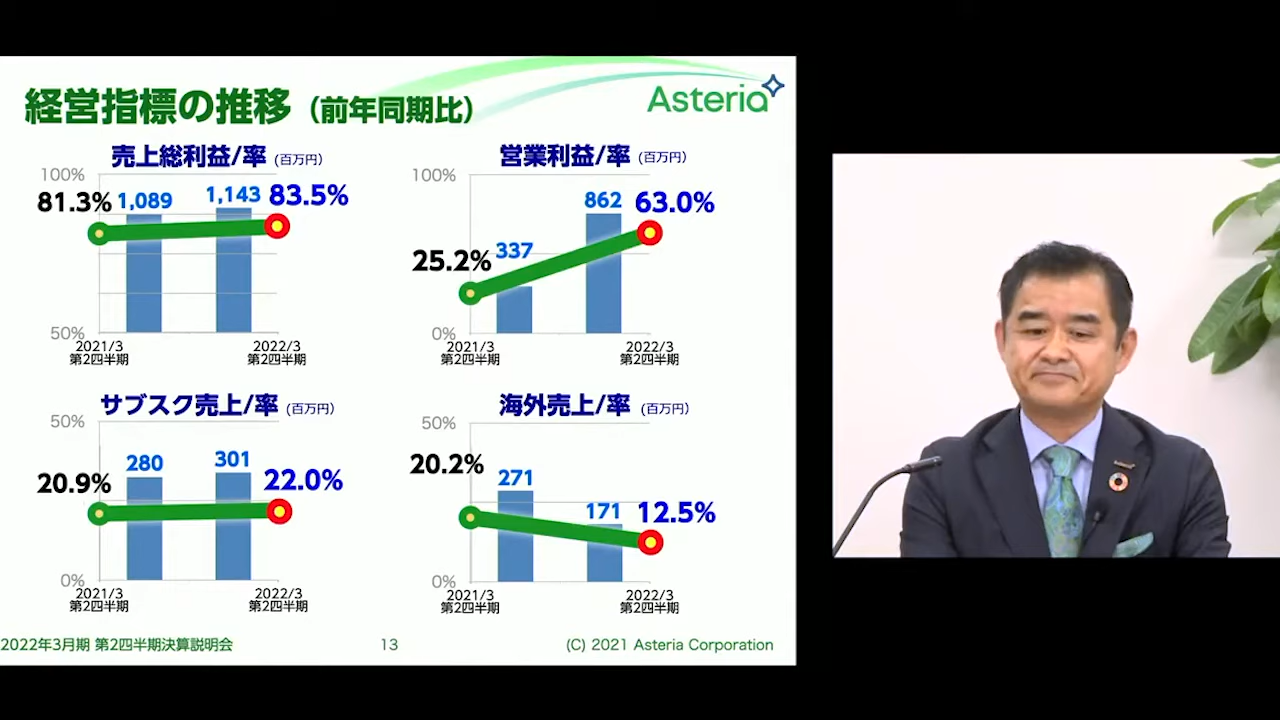 経営指標の推移（前年同期比）
Asteria
売上総利益/率 (百万円)
100%
81.3%
1,089
1,143
83.5%
50%
2021/3
第2四半期
2022/3
第2四半期
営業利益/率 (百万円)
100%
25.2%
337
862
63.0%
0%
2021/3
第2四半期
2022/3
第2四半期
サブスク売上/率 (百万円)
50%
20.9%
280
301
22.0%
0%
2021/3
第2四半期
2022/3
第2四半期
海外売上/率 (百万円)
50%
20.2%
271
171
12.5%
0%
2021/3
第2四半期
2022/3
第2四半期
2022年3月期 第2四半期決算説明会
13
(C) 2021 Asteria Corporation